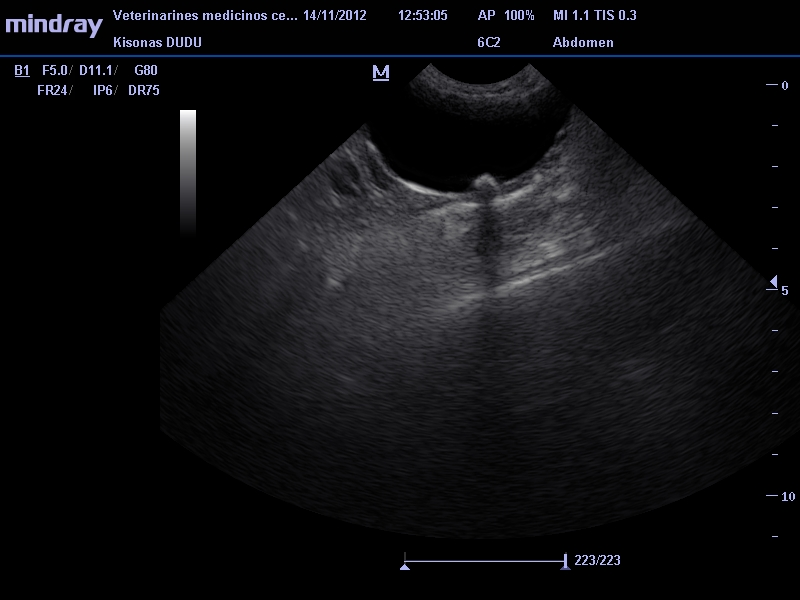 mindray
Veterinarines medicinos ce... 14/11/2012 12:53:05 AP 100% MI 1.1 TIS 0.3
Kisonas DUDU 6C2 Abdomen
B1 F5.0/ D11.1/ G80
FR24/ IP6/ DR75
M
0
5
10
223/223